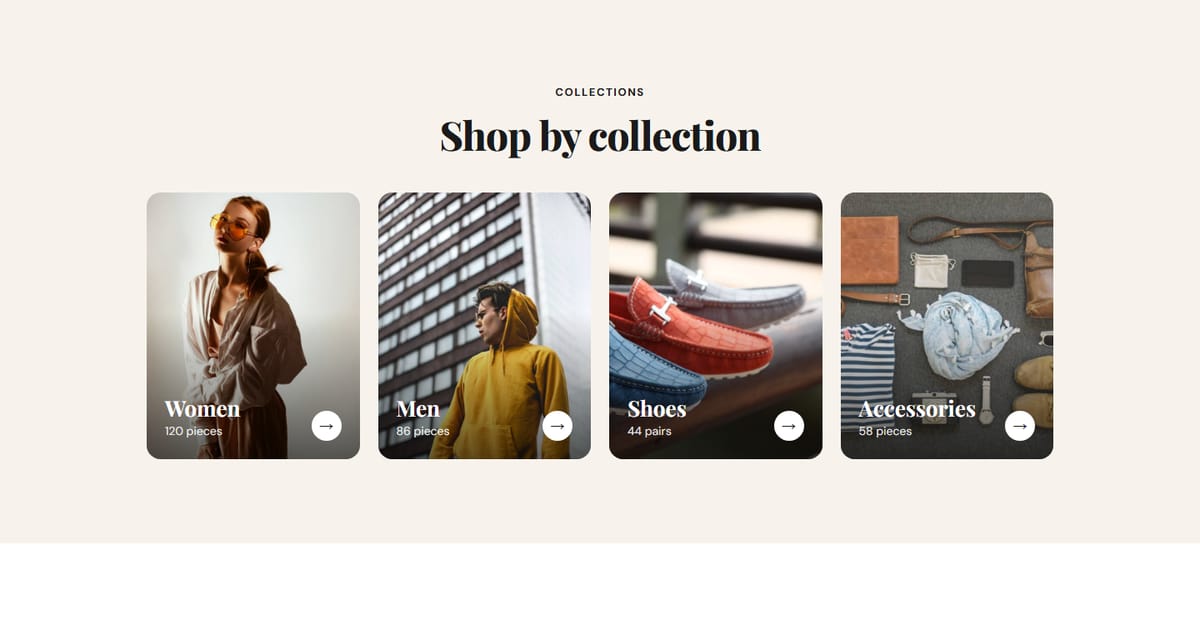 COLLECTIONS
Shop by collection
Women
120 pieces
→
Men
86 pieces
→
Shoes
44 pairs
→
Accessories
58 pieces
→